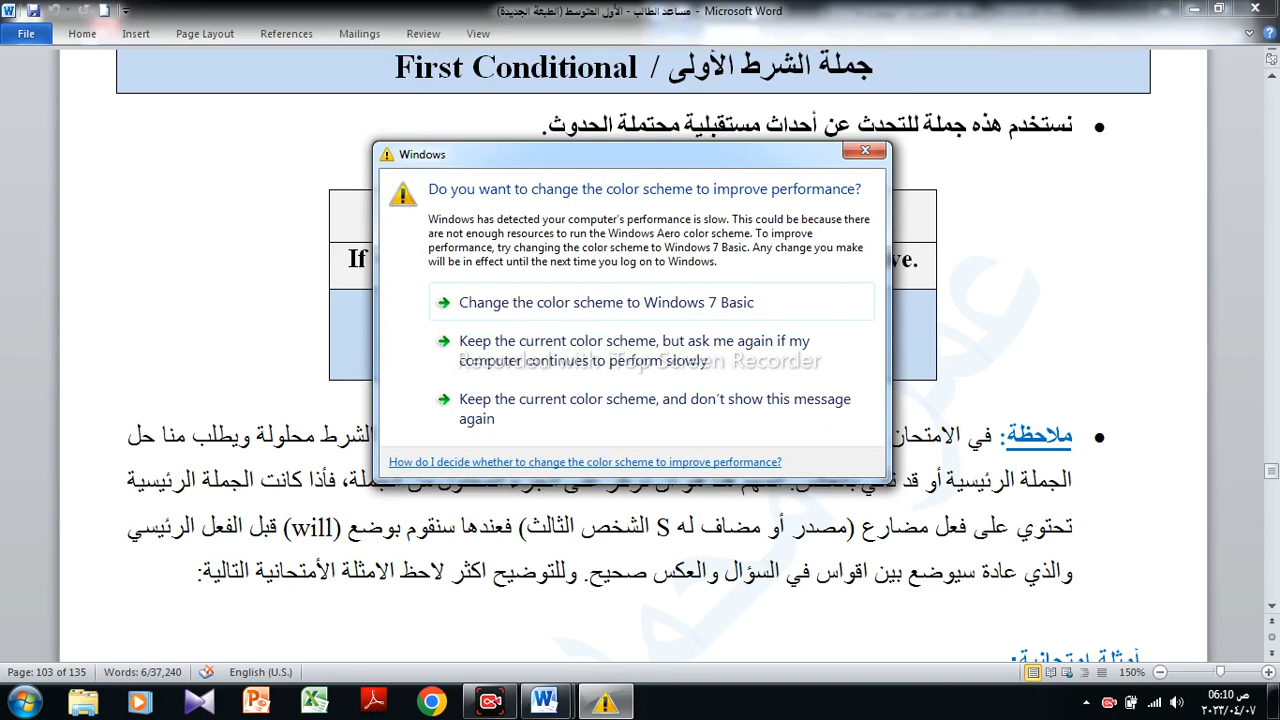 مساعد الطالب - الأول المتوسط (الطبعة الجديدة) - Microsoft Word
File Home Insert Page Layout References Mailings Review View
جملة الشرط الأولى / First Conditional
نستخدم هذه جملة للتحدث عن أحداث مستقبلية محتملة الحدوث.
Windows
Do you want to change the color scheme to improve performance?
Windows has detected your computer's performance is slow. This could be because there
are not enough resources to run the Windows Aero color scheme. To improve
performance, try changing the color scheme to Windows 7 Basic. Any change you make
will be in effect until the next time you log on to Windows.
If
ve.
Change the color scheme to Windows 7 Basic
Keep the current color scheme, but ask me again if my
computer continues to perform slowly
Recorded with iTop Screen Recorder
Keep the current color scheme, and don't show this message
again
How do I decide whether to change the color scheme to improve performance?
ملاحظة: في الامتحان الشرط محلولة ويطلب منا حل
الجملة الرئيسية أو قد الجملة، فأذا كانت الجملة الرئيسية
تحتوي على فعل مضارع (مصدر أو مضاف له S الشخص الثالث) فعندها سنقوم بوضع (will) قبل الفعل الرئيسي
والذي عادة سيوضع بين اقواس في السؤال والعكس صحيح. وللتوضيح اكثر لاحظ الامثلة الأمتحانية التالية:
أمثلة امتحانية:
Page: 103 of 135 Words: 6/37,240 English (U.S.) 150%
06:10 ص
٢٠٢٣/٠٤/٠٧